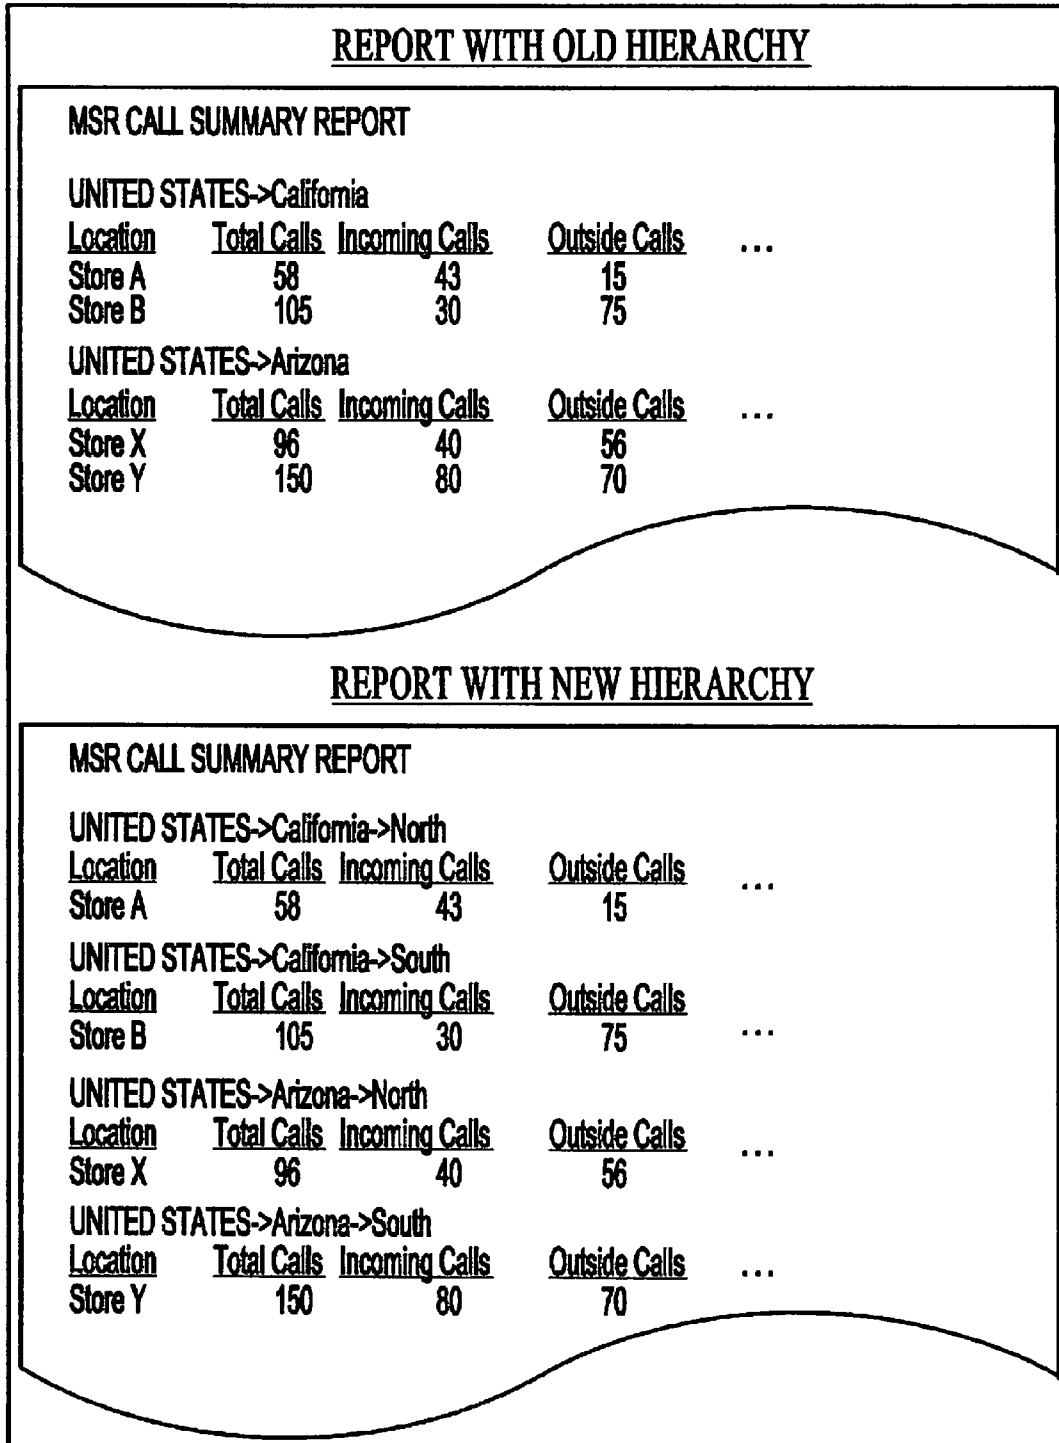 REPORT WITH OLD HIERARCHY
MSR CALL SUMMARY REPORT
UNITED STATES->California
Location Total Calls Incoming Calls Outside Calls ...
Store A 58 43 15
Store B 105 30 75
UNITED STATES->Arizona
Location Total Calls Incoming Calls Outside Calls ...
Store X 96 40 56
Store Y 150 80 70
REPORT WITH NEW HIERARCHY
MSR CALL SUMMARY REPORT
UNITED STATES->California->North
Location Total Calls Incoming Calls Outside Calls ...
Store A 58 43 15
UNITED STATES->California->South
Location Total Calls Incoming Calls Outside Calls
Store B 105 30 75 ...
UNITED STATES->Arizona->North
Location Total Calls Incoming Calls Outside Calls ...
Store X 96 40 56
UNITED STATES->Arizona->South
Location Total Calls Incoming Calls Outside Calls ...
Store Y 150 80 70